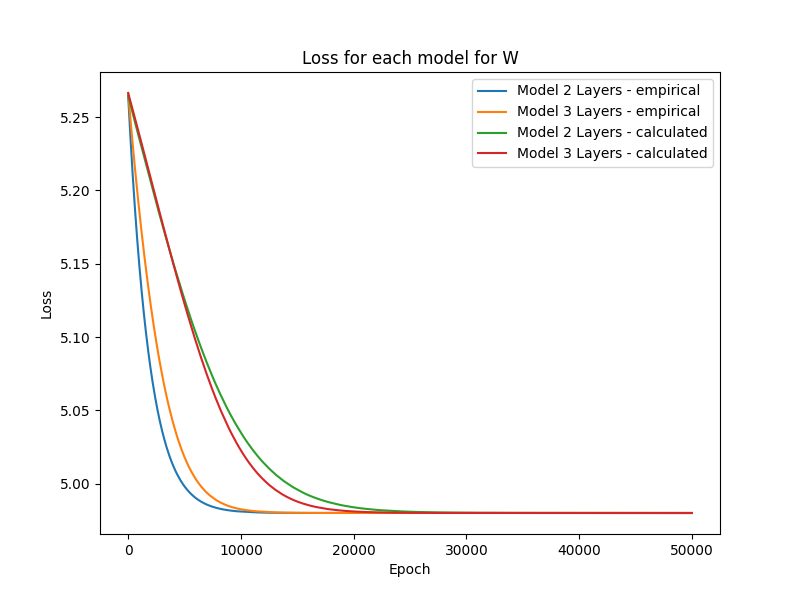 Loss for each model for W
Model 2 Layers - empirical
Model 3 Layers - empirical
Model 2 Layers - calculated
Model 3 Layers - calculated
5.25
5.20
5.15
5.10
5.05
5.00
Loss
0 10000 20000 30000 40000 50000
Epoch